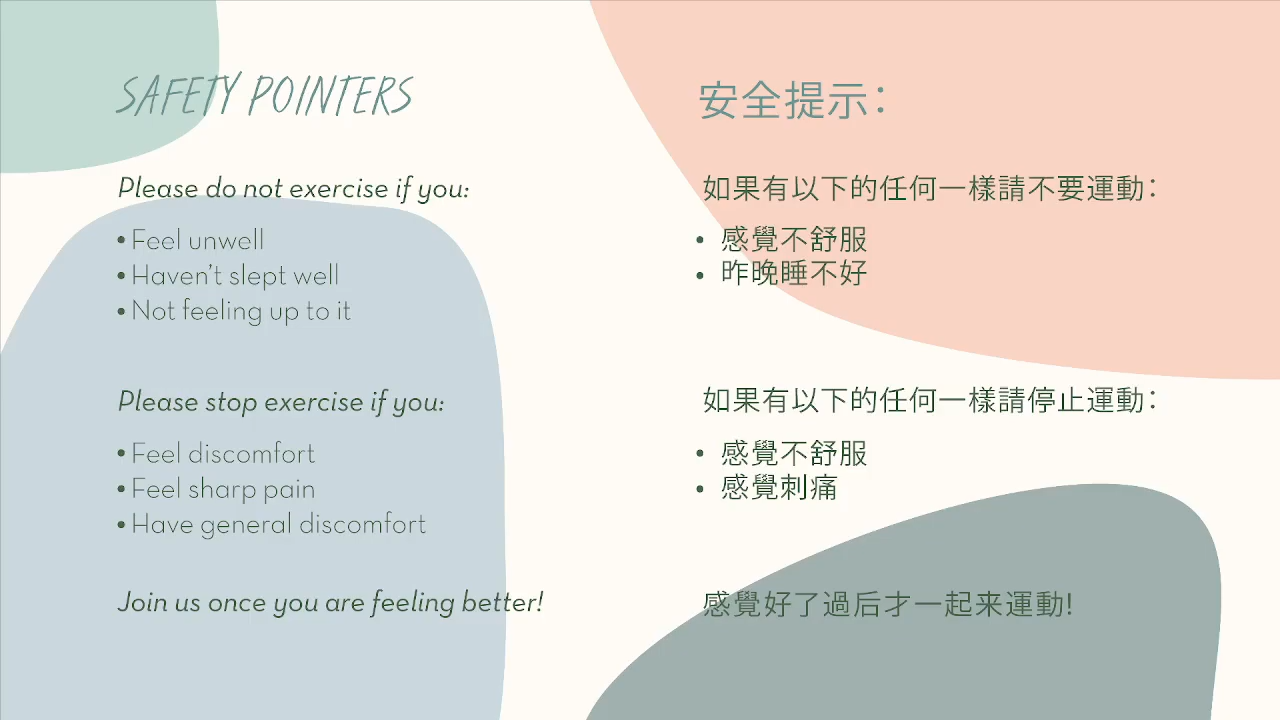 SAFETY POINTERS
Please do not exercise if you:
• Feel unwell
• Haven't slept well
• Not feeling up to it
Please stop exercise if you:
• Feel discomfort
• Feel sharp pain
• Have general discomfort
Join us once you are feeling better!
安全提示：
如果有以下的任何一樣請不要運動：
• 感覺不舒服
• 昨晚睡不好
如果有以下的任何一樣請停止運動：
• 感覺不舒服
• 感覺刺痛
感覺好了過后才一起来運動!